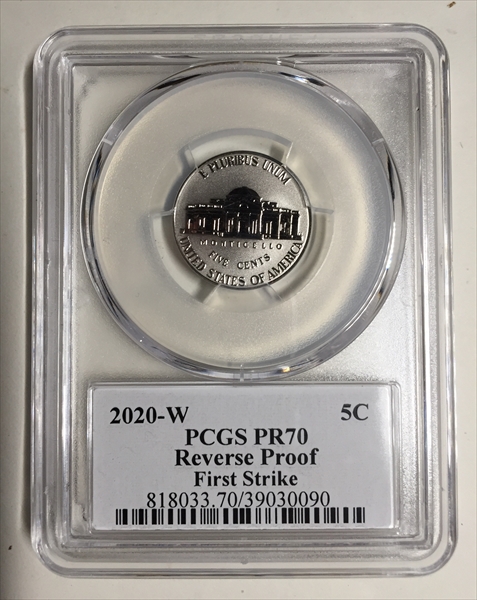 E PLURIBUS UNUM
MONTICELLO
FIVE CENTS
UNITED STATES OF AMERICA
2020-W 5C
PCGS PR70
Reverse Proof
First Strike
818033.70/39030090